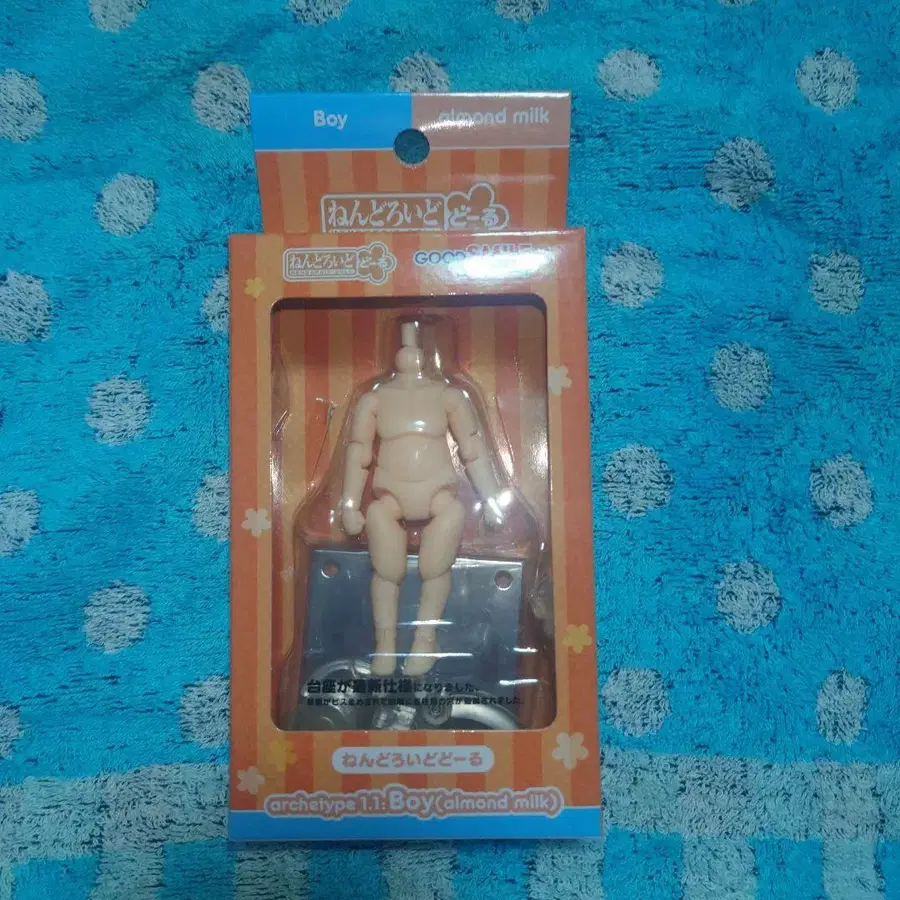 Boy
almond milk
ねんどろいど どーる
ねんどろいど どーる
GOOD SMILE
台座が最新仕様になりました。
ねんどろいどどーる
archetype 1.1: Boy (almond milk)